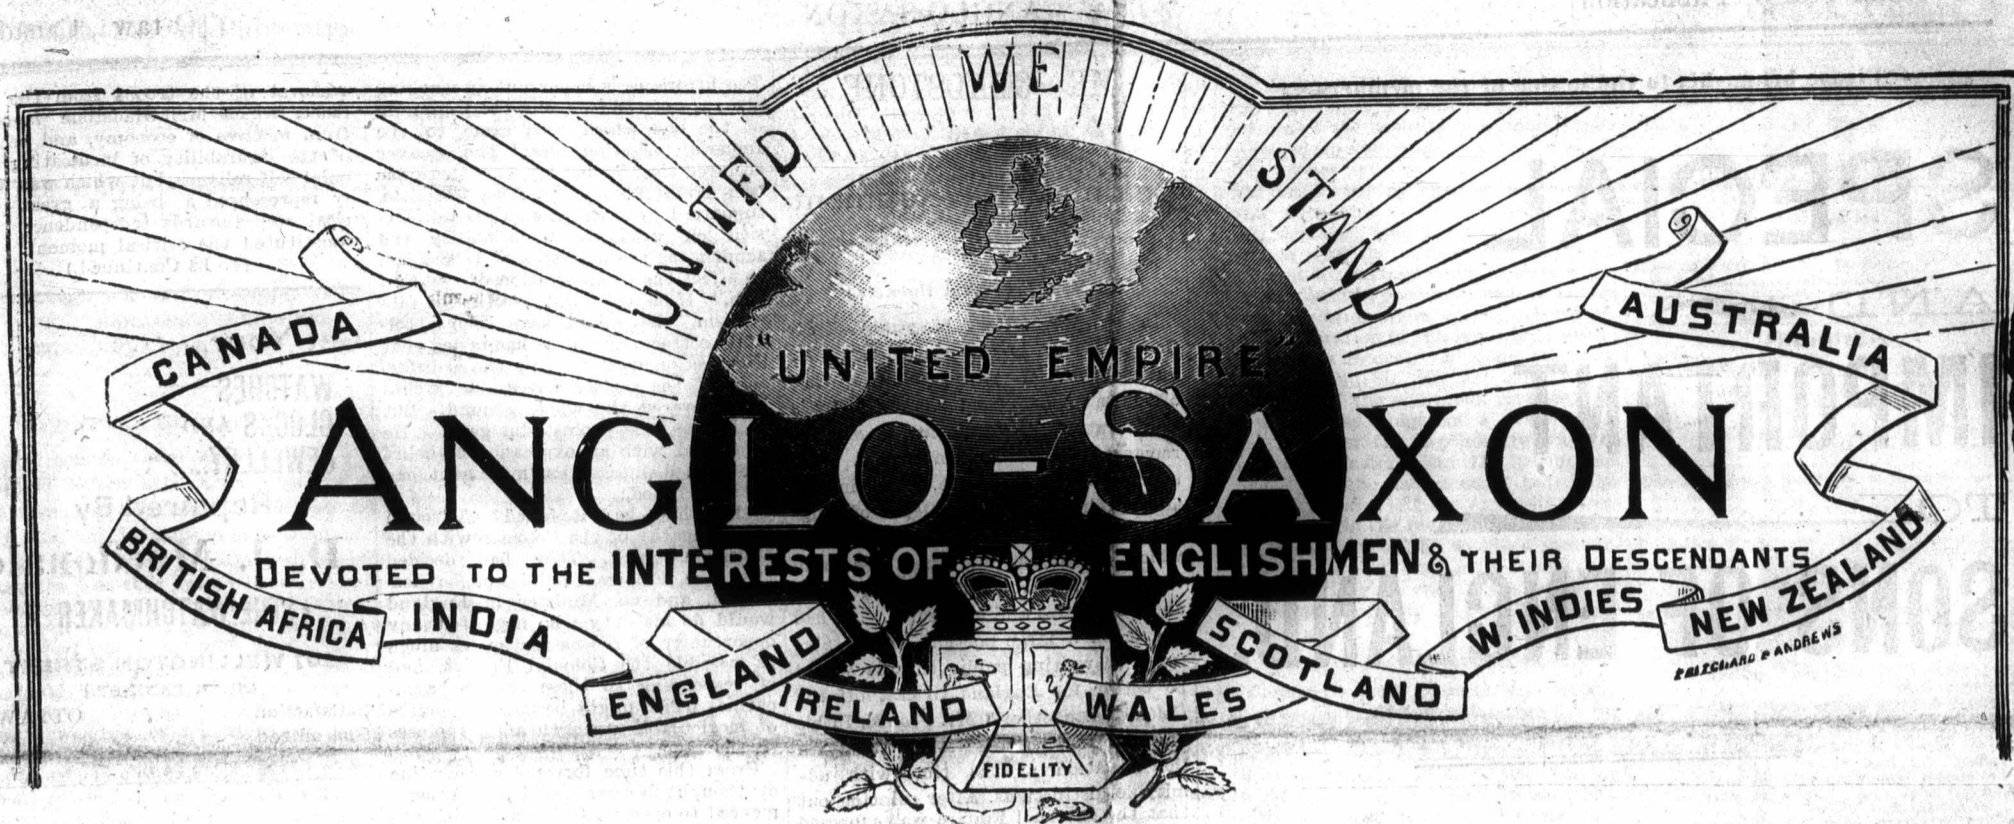 UNITED WE STAND
CANADA
AUSTRALIA
"UNITED EMPIRE"
ANGLO-SAXON
DEVOTED TO THE INTERESTS OF ENGLISHMEN & THEIR DESCENDANTS
BRITISH AFRICA
INDIA
ENGLAND
IRELAND
WALES
SCOTLAND
W. INDIES
NEW ZEALAND
PRITCHARD & ANDREWS
FIDELITY